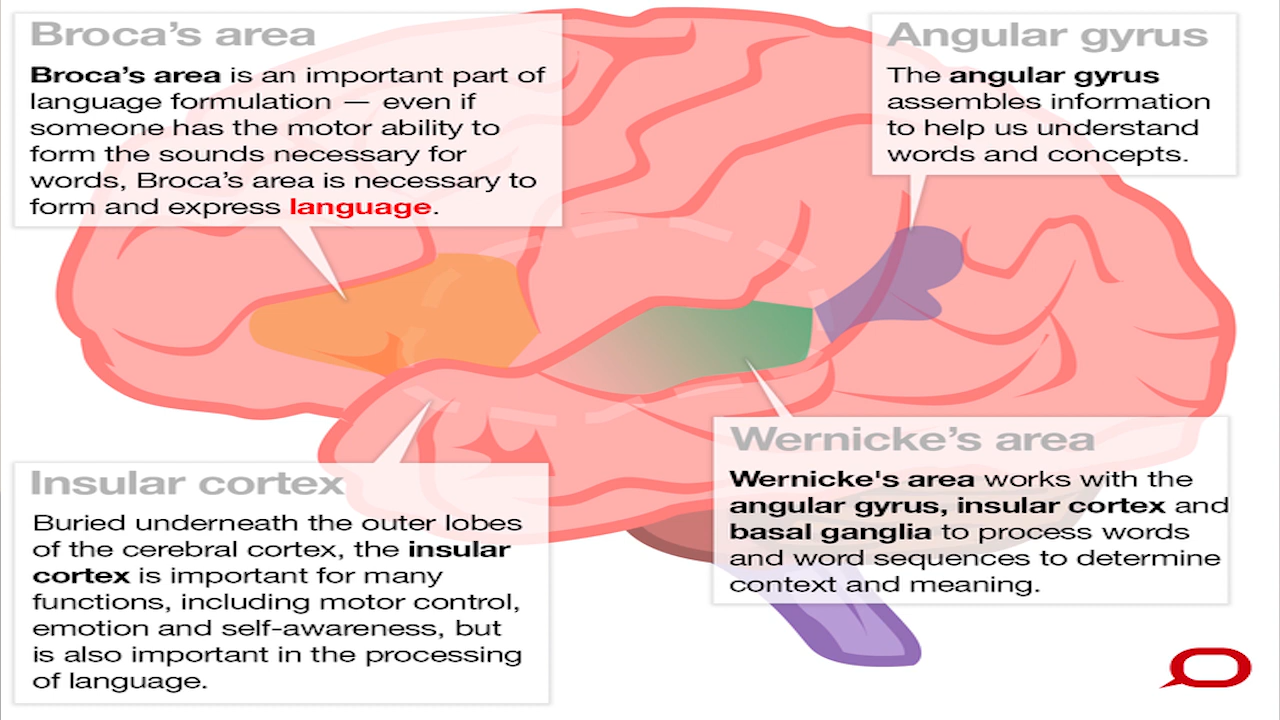 Broca’s area
Broca’s area is an important part of
language formulation — even if
someone has the motor ability to
form the sounds necessary for
words, Broca’s area is necessary to
form and express language.
Angular gyrus
The angular gyrus
assembles information
to help us understand
words and concepts.
Insular cortex
Buried underneath the outer lobes
of the cerebral cortex, the insular
cortex is important for many
functions, including motor control,
emotion and self-awareness, but
is also important in the processing
of language.
Wernicke’s area
Wernicke's area works with the
angular gyrus, insular cortex and
basal ganglia to process words
and word sequences to determine
context and meaning.